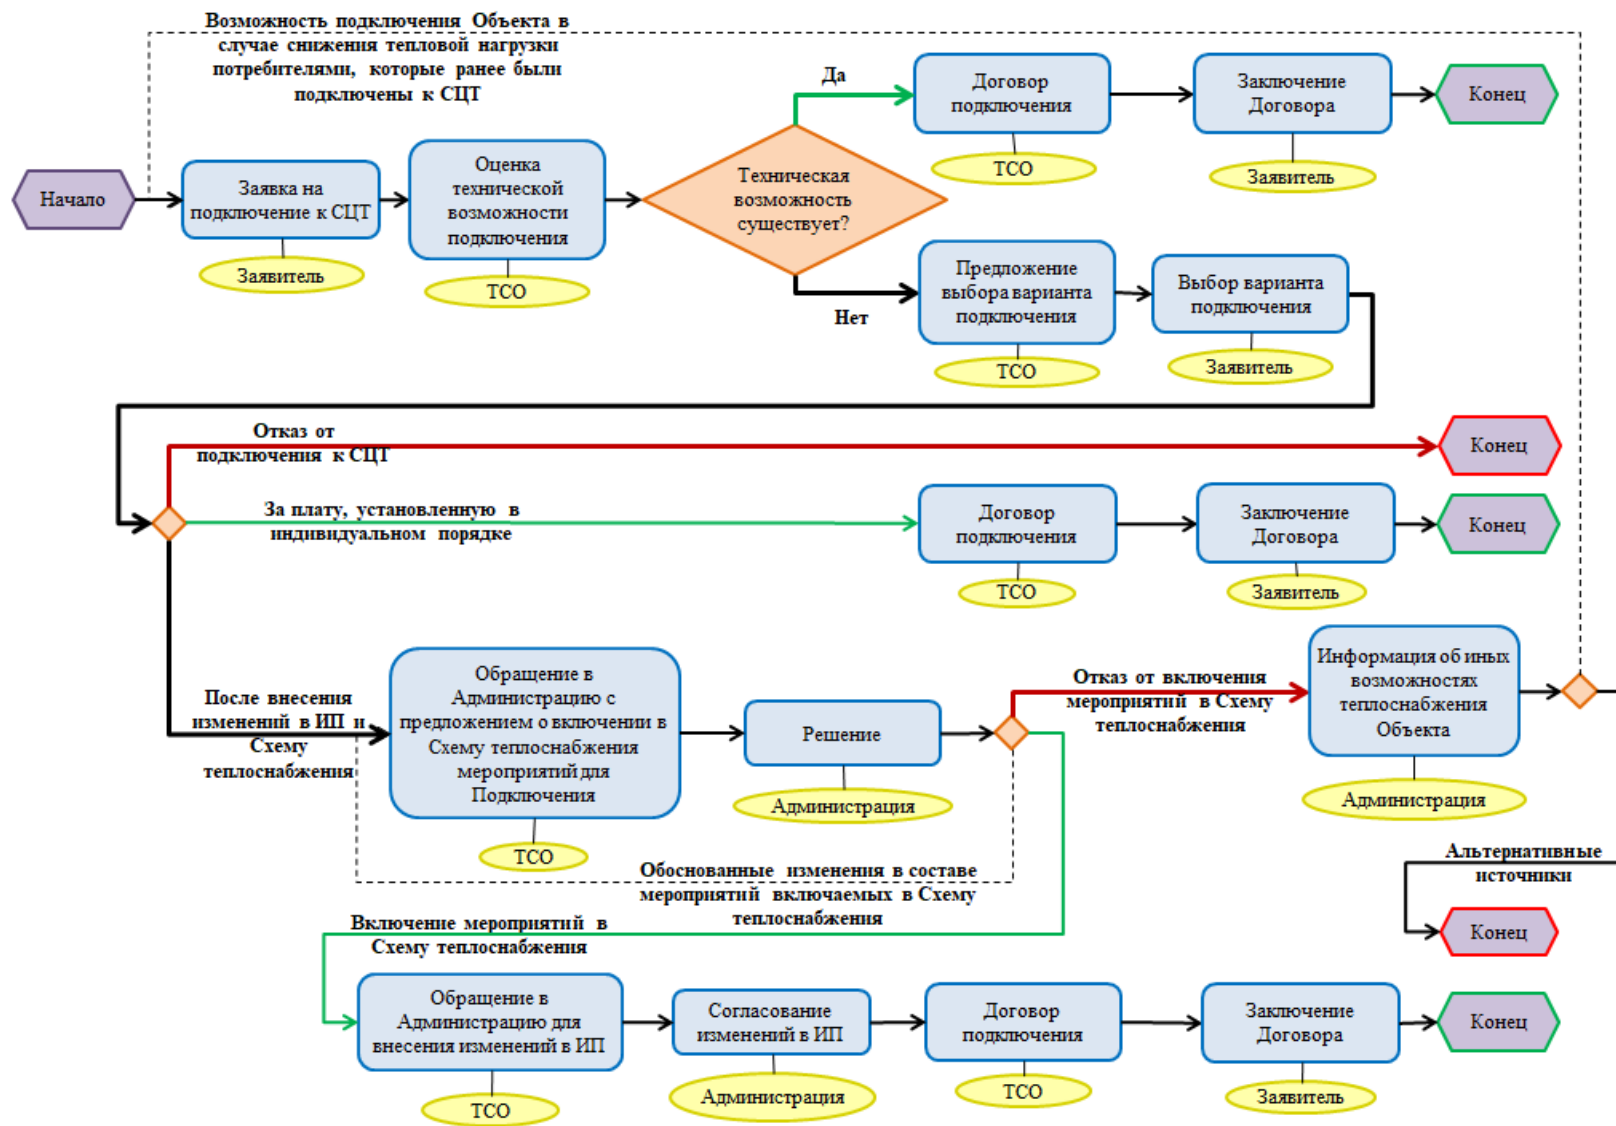 Возможность подключения Объекта в
случае снижения тепловой нагрузки
потребителями, которые ранее были
подключены к СЦТ
Начало
Заявка на
подключение к СЦТ
Заявитель
Оценка
технической
возможности
подключения
ТСО
Техническая
возможность
существует?
Да
Договор
подключения
ТСО
Заключение
Договора
Заявитель
Конец
Нет
Предложение
выбора варианта
подключения
ТСО
Выбор варианта
подключения
Заявитель
Отказ от
подключения к СЦТ
Конец
За плату, установленную в
индивидуальном порядке
Договор
подключения
ТСО
Заключение
Договора
Заявитель
Конец
После внесения
изменений в ИП и
Схему
теплоснабжения
Обращение в
Администрацию с
предложением о включении в
Схему теплоснабжения
мероприятий для
Подключения
ТСО
Решение
Администрация
Отказ от включения
мероприятий в Схему
теплоснабжения
Информация об иных
возможностях
теплоснабжения
Объекта
Администрация
Обоснованные изменения в составе
мероприятий включаемых в Схему
теплоснабжения
Альтернативные
источники
Конец
Включение мероприятий в
Схему теплоснабжения
Обращение в
Администрацию для
внесения изменений в ИП
ТСО
Согласование
изменений в ИП
Администрация
Договор
подключения
ТСО
Заключение
Договора
Заявитель
Конец